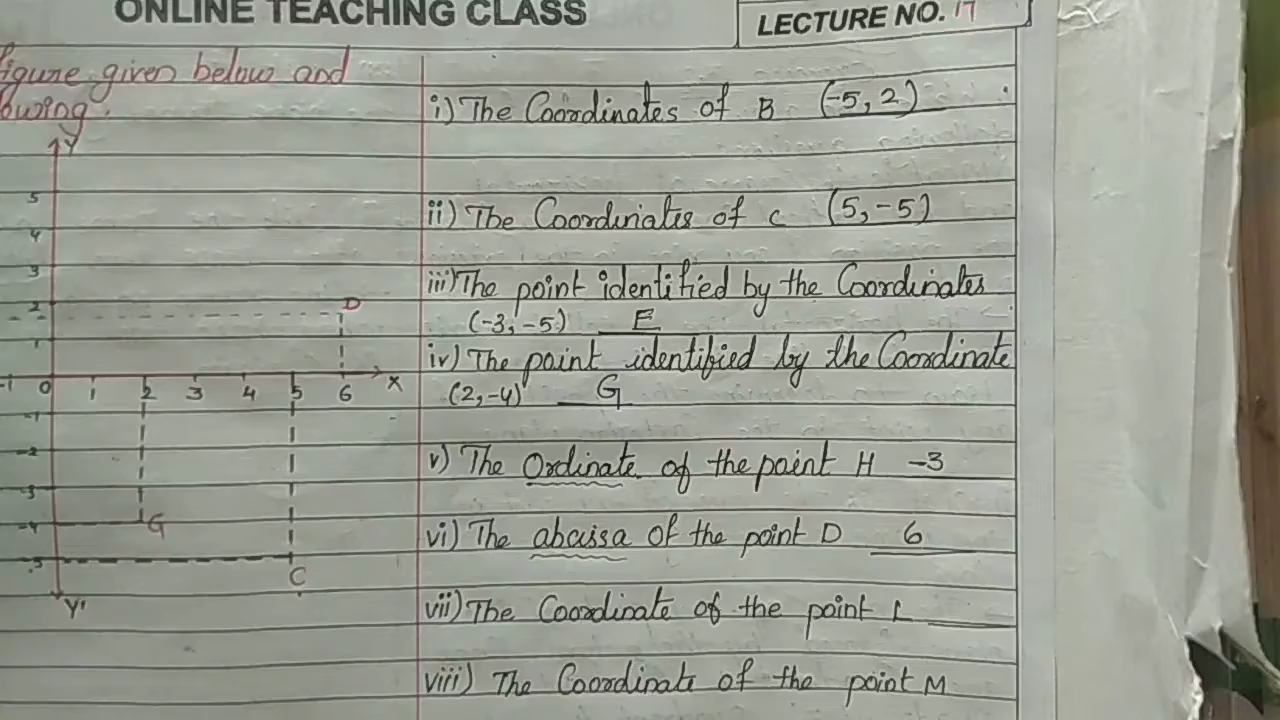 ONLINE TEACHING CLASS
LECTURE NO. 17
figure given below and
owing.
Y
5
4
3
2
D
1
-1 0 1 2 3 4 5 6 X
-1
-2
-3
-4
G
-5
C
Y'
i) The Coordinates of B (-5, 2)
ii) The Coordinates of C (5, -5)
iii) The point identified by the Coordinates
(-3, -5) E
iv) The point identified by the Coordinate
(2, -4) G
v) The Ordinate of the point H -3
vi) The abcissa of the point D 6
vii) The Coordinate of the point L
viii) The Coordinate of the point M